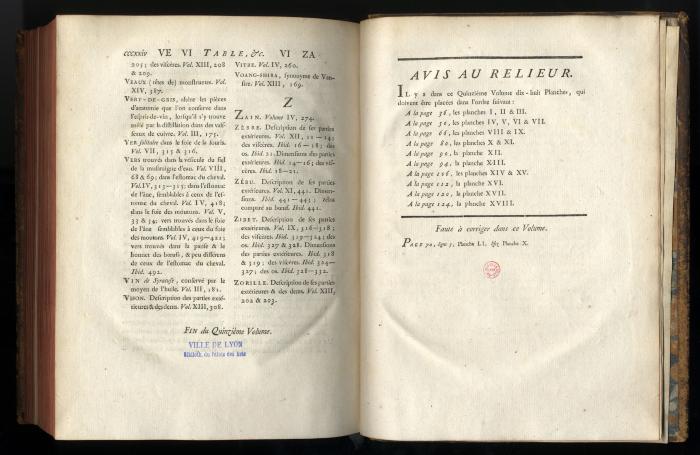 cccxxiv VE VI TABLE, &c. VI ZA
205; des viscères. Vol. XIII, 208
& 209.
VEAUX (têtes de) monstrueux. Vol.
XIV, 387.
VERT-DE-GRIS, altère les pièces
d'anatomie que l'on conserve dans
l'esprit-de-vin, lorsqu'il s'y trouve
mêlé par la distillation dans des vaisseaux
de cuivre. Vol. III, 175.
VER solitaire dans le foie de la souris.
Vol. VII, 315 & 316.
VERS trouvés dans la vésicule du fiel
de la musaraigne d'eau. Vol. VIII,
68 & 69; dans l'estomac du cheval.
Vol. IV, 313—315; dans l'estomac
de l'âne, semblables à ceux de l'estomac
du cheval. Vol. IV, 418;
dans le foie des moutons. Vol. V,
33 & 34; vers trouvés dans le foie
de l'âne semblables à ceux du foie
des moutons. Vol. IV, 419—421;
vers trouvés dans la panse & le
bonnet des bœufs, & peu différens
de ceux de l'estomac du cheval.
Ibid. 492.
VIN de Syracuse, conservé par le
moyen de l'huile. Vol. III, 181.
VISON. Description des parties extérieures
& des dents. Vol. XIII, 308.
VITRE. Vol. IV, 260.
VOANG-SHIRA, synonyme de Vansire.
Vol. XIII, 169.
Z
ZAIN. Volume IV, 274.
ZÈBRE. Description de ses parties
extérieures. Vol. XII, 11—14;
des viscères. Ibid. 16—18; des
os. Ibid. 21. Dimensions des parties
extérieures. Ibid. 14—16; des viscères.
Ibid. 18—21.
ZÉBU. Description de ses parties
extérieures. Vol. XI, 441. Dimensions.
Ibid. 441—443; zébu
comparé au bœuf. Ibid. 441.
ZIBET. Description de ses parties
extérieures. Vol. IX, 316—318;
des viscères. Ibid. 319—324; des
os. Ibid. 327 & 328. Dimensions
des parties extérieures. Ibid. 318
& 319; des viscères. Ibid. 324—
327; des os. Ibid. 328—332.
ZORILLE. Description de ses parties
extérieures & des dents. Vol. XIII,
202 & 203.
FIN du Quinzième Volume.
VILLE DE LYON
Biblioth. du Palais des Arts
AVIS AU RELIEUR.
IL y a dans ce Quinzième Volume dix-huit Planches, qui
doivent être placées dans l'ordre suivant:
A la page 36, les planches I, II & III.
A la page 50, les planches IV, V, VI & VII.
A la page 66, les planches VIII & IX.
A la page 80, les planches X & XI.
A la page 90, la planche XII.
A la page 94, la planche XIII.
A la page 106, les planches XIV & XV.
A la page 112, la planche XVI.
A la page 120, la planche XVII.
A la page 124, la planche XVIII.
Faute à corriger dans ce Volume.
PAGE 70, ligne 5, Planche LI, lisez Planche X.